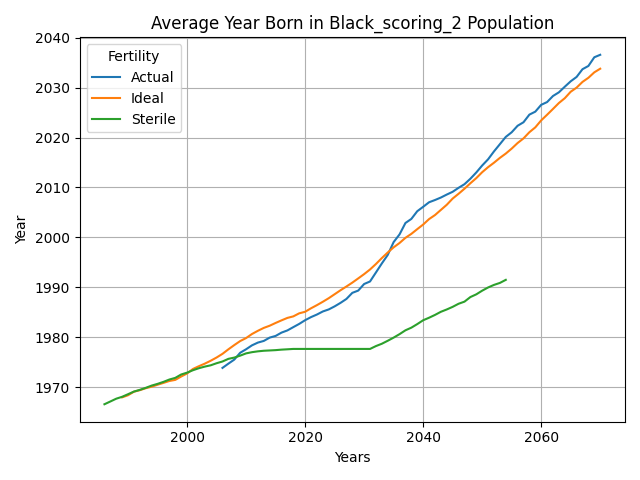 Average Year Born in Black_scoring_2 Population
Fertility
Actual
Ideal
Sterile
2040
2030
2020
2010
2000
1990
1980
1970
Year
2000
2020
2040
2060
Years